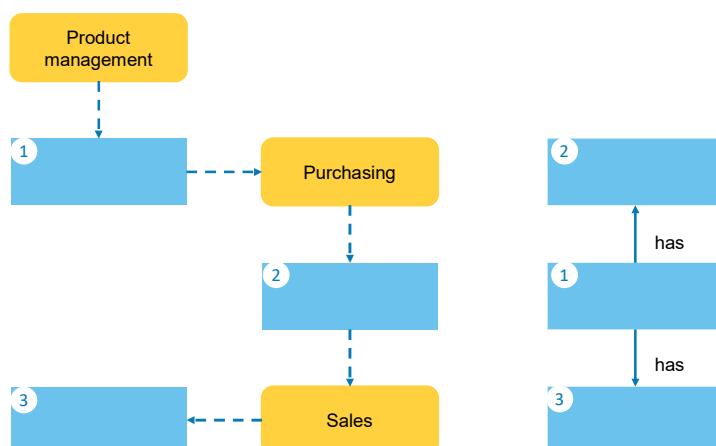 Product
management
1
Purchasing
2
has
2
1
has
3
Sales
3